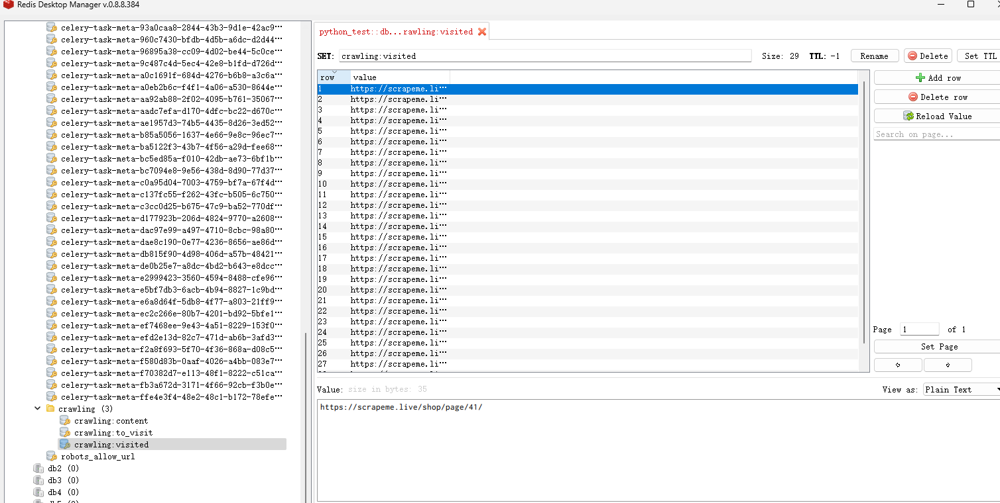 Redis Desktop Manager v.0.8.8.384
celery-task-meta-93a0caa8-2844-43b3-9d1e-42ac9···
celery-task-meta-960c7430-bfdb-4d5b-a6dc-d2d44···
celery-task-meta-96895a38-cc09-4d02-be44-5c0ce···
celery-task-meta-9c487c4d-5ec4-42e8-b1fd-d726d···
celery-task-meta-a0c1691f-684d-4276-b6b8-a3c6a···
celery-task-meta-a0eb2b6c-f4f1-4a06-a530-8644e···
celery-task-meta-aa92ab88-2f02-4095-b761-35067···
celery-task-meta-aadc7efa-d170-4dfc-bc22-d670c···
celery-task-meta-ae1957d3-74b5-4435-8d26-3ed52···
celery-task-meta-b85a5056-1637-4e66-9e8c-96ec7···
celery-task-meta-ba5122f3-43b7-4f56-a29d-fee68···
celery-task-meta-bc5ed85a-f010-42db-ae73-6bf1b···
celery-task-meta-bc7094e8-9e56-438d-8d90-77d37···
celery-task-meta-c0a95d04-7003-4759-bf7a-67f4d···
celery-task-meta-c137fc55-f262-43fc-b505-6c750···
celery-task-meta-c3cc0d25-b675-47c9-ba52-770df···
celery-task-meta-d177923b-206d-4824-9770-a2608···
celery-task-meta-dac97e99-a497-4710-8cbc-98a80···
celery-task-meta-dae8c190-0e77-4236-8656-ae86d···
celery-task-meta-db815f90-4d98-406d-a57b-48421···
celery-task-meta-de0b25e7-a8dc-4bd2-b643-e8dcc···
celery-task-meta-e2999423-3560-4594-8488-cfe96···
celery-task-meta-e5bf7db3-6acb-4b94-8827-1c9bd···
celery-task-meta-e6a8d64f-5db8-4f77-a803-21ff9···
celery-task-meta-ec2c266e-80b7-4201-bd92-5bfe1···
celery-task-meta-ef7468ee-9e43-4a51-8229-153f0···
celery-task-meta-efd2e13d-82c7-471d-ab6b-3afd3···
celery-task-meta-f2a8f693-5f70-4f36-868a-d08c5···
celery-task-meta-f580d83b-0aaf-4026-a4bb-083e7···
celery-task-meta-f70382d7-e113-48f1-8222-c51ca···
celery-task-meta-fb3a672d-3171-4f66-92cb-f3b0e···
celery-task-meta-ffe4e3f4-48e2-48c1-b172-78efe···
crawling (3)
crawling:content
crawling:to_visit
crawling:visited
robots_allow_url
db2 (0)
db3 (0)
db4 (0)
python_test::db...rawling:visited
SET: crawling:visited Size: 29 TTL: -1 Rename Delete Set TTL
row value
1 https://scrapeme.li···
2 https://scrapeme.li···
3 https://scrapeme.li···
4 https://scrapeme.li···
5 https://scrapeme.li···
6 https://scrapeme.li···
7 https://scrapeme.li···
8 https://scrapeme.li···
9 https://scrapeme.li···
10 https://scrapeme.li···
11 https://scrapeme.li···
12 https://scrapeme.li···
13 https://scrapeme.li···
14 https://scrapeme.li···
15 https://scrapeme.li···
16 https://scrapeme.li···
17 https://scrapeme.li···
18 https://scrapeme.li···
19 https://scrapeme.li···
20 https://scrapeme.li···
21 https://scrapeme.li···
22 https://scrapeme.li···
23 https://scrapeme.li···
24 https://scrapeme.li···
25 https://scrapeme.li···
26 https://scrapeme.li···
27 https://scrapeme.li···
Add row
Delete row
Reload Value
Search on page...
Page 1 of 1
Set Page
Value: size in bytes: 35 View as: Plain Text
https://scrapeme.live/shop/page/41/